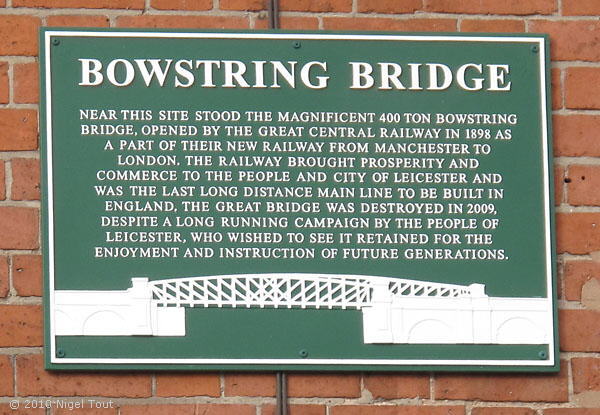 BOWSTRING BRIDGE
NEAR THIS SITE STOOD THE MAGNIFICENT 400 TON BOWSTRING
BRIDGE, OPENED BY THE GREAT CENTRAL RAILWAY IN 1898 AS
A PART OF THEIR NEW RAILWAY FROM MANCHESTER TO
LONDON. THE RAILWAY BROUGHT PROSPERITY AND
COMMERCE TO THE PEOPLE AND CITY OF LEICESTER AND
WAS THE LAST LONG DISTANCE MAIN LINE TO BE BUILT IN
ENGLAND. THE GREAT BRIDGE WAS DESTROYED IN 2009,
DESPITE A LONG RUNNING CAMPAIGN BY THE PEOPLE OF
LEICESTER, WHO WISHED TO SEE IT RETAINED FOR THE
ENJOYMENT AND INSTRUCTION OF FUTURE GENERATIONS.
© 2010 Nigel Tout